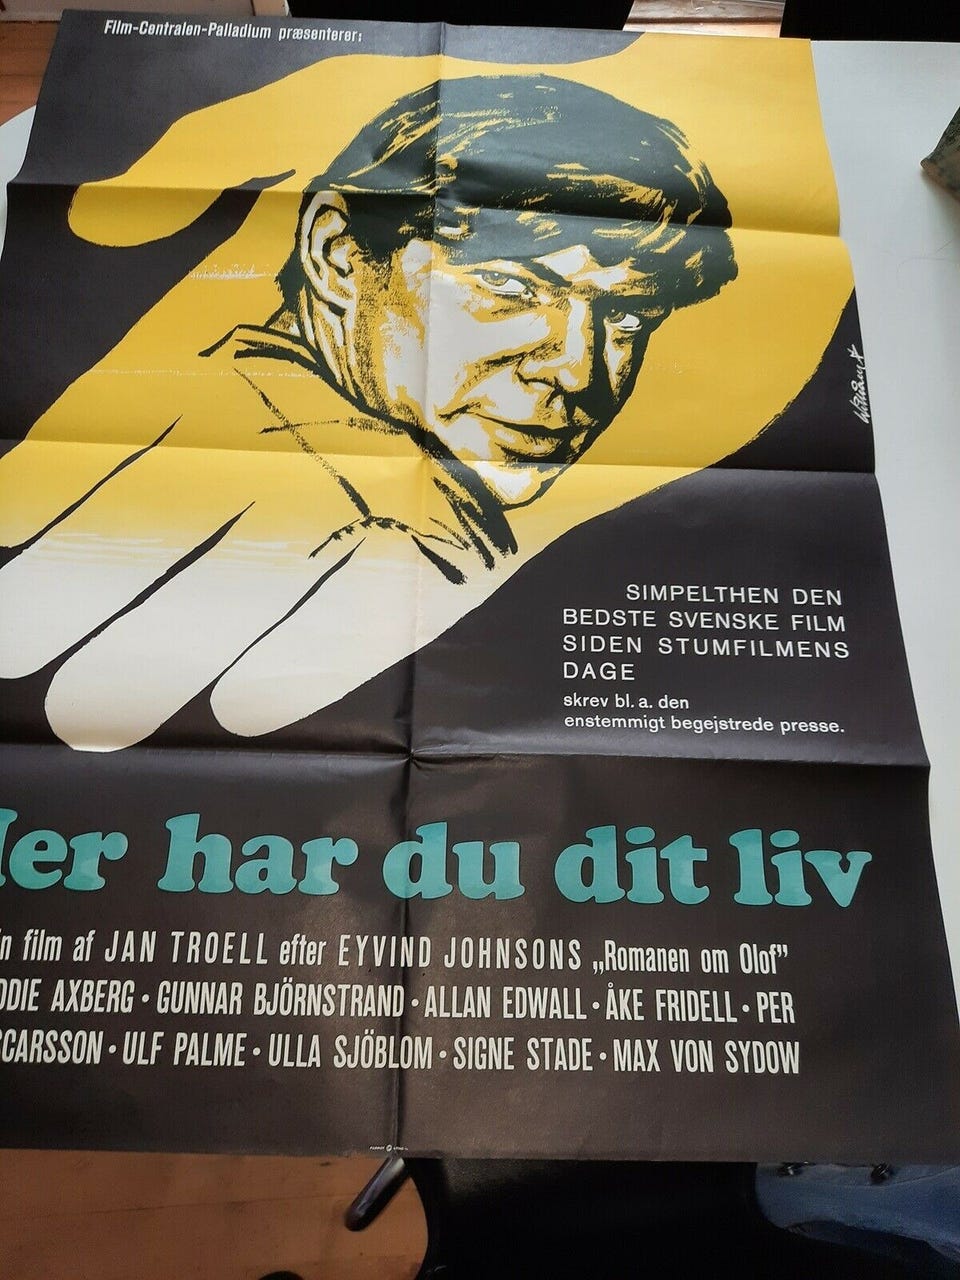 Film-Centralen-Palladium præsenterer:
SIMPELTHEN DEN
BEDSTE SVENSKE FILM
SIDEN STUMFILMENS
DAGE
skrev bl. a. den
enstemmigt begejstrede presse.
er har du dit liv
n film af JAN TROELL efter EYVIND JOHNSONS „Romanen om Olof”
DDIE AXBERG · GUNNAR BJÖRNSTRAND · ALLAN EDWALL · ÅKE FRIDELL · PER
SCARSSON · ULF PALME · ULLA SJÖBLOM · SIGNE STADE · MAX VON SYDOW